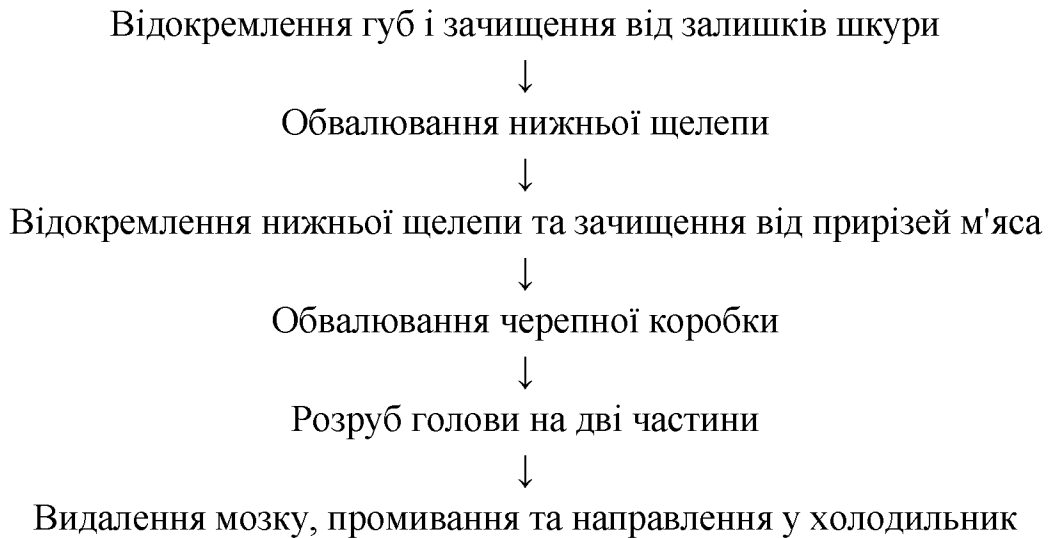 Відокремлення губ і зачищення від залишків шкури
↓
Обвалювання нижньої щелепи
↓
Відокремлення нижньої щелепи та зачищення від прирізей м'яса
↓
Обвалювання черепної коробки
↓
Розруб голови на дві частини
↓
Видалення мозку, промивання та направлення у холодильник